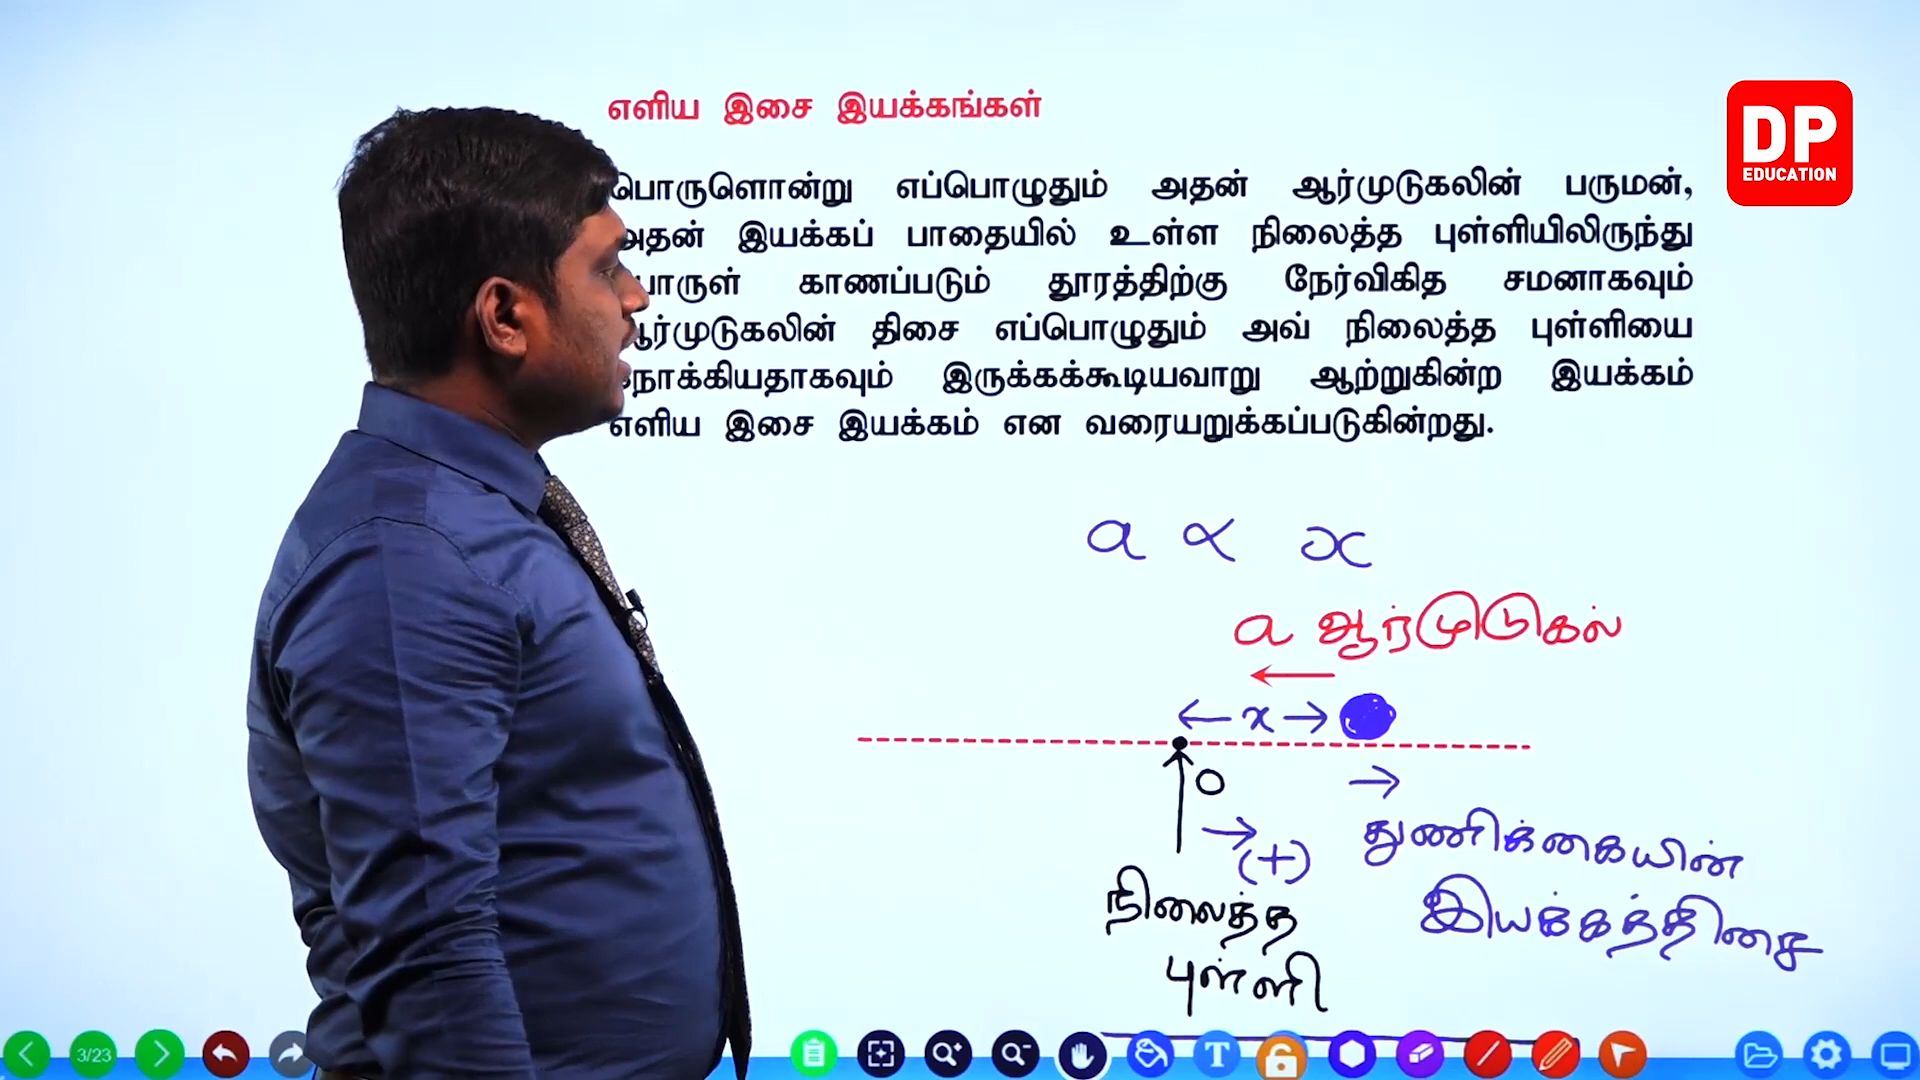 எளிய இசை இயக்கங்கள்
DP
EDUCATION
பொருளொன்று எப்பொழுதும் அதன் ஆர்முடுகலின் பருமன்,
அதன் இயக்கப் பாதையில் உள்ள நிலைத்த புள்ளியிலிருந்து
பொருள் காணப்படும் தூரத்திற்கு நேர்விகித சமனாகவும்
ஆர்முடுகலின் திசை எப்பொழுதும் அவ் நிலைத்த புள்ளியை
நோக்கியதாகவும் இருக்கக்கூடியவாறு ஆற்றுகின்ற இயக்கம்
எளிய இசை இயக்கம் என வரையறுக்கப்படுகின்றது.
a ∝ x
a ஆர்முடுகல்
← x →
O
(+)
துணிக்கையின்
இயக்கத்திசை
நிலைத்த
புள்ளி
3/23